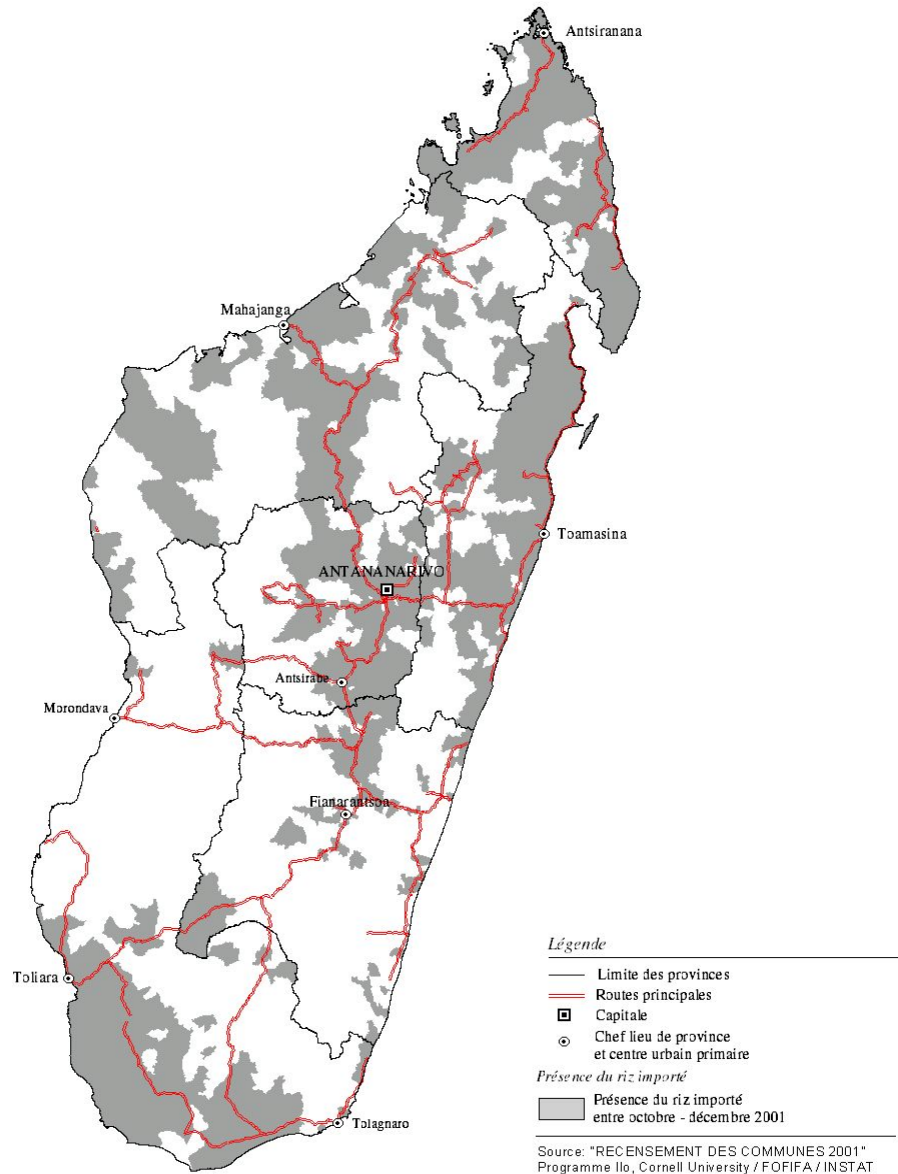 Antsiranana
Mahajanga
Toamasina
ANTANANARIVO
Antsirabe
Morondava
Fianarantsoa
Toliara
Tolagnaro
Légende
Limite des provinces
Routes principales
Capitale
Chef lieu de province
et centre urbain primaire
Présence du riz importé
Présence du riz importé
entre octobre - décembre 2001
Source: "RECENSEMENT DES COMMUNES 2001"
Programme Ilo, Cornell University / FOFIFA / INSTAT